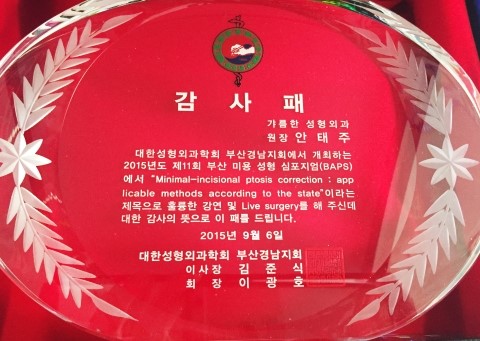 감 사 패
갸름한 성형외과
원장 안 태 주
대한성형외과학회 부산경남지회에서 개최하는
2015년도 제11회 부산 미용 성형 심포지엄(BAPS)
에서 "Minimal-incisional ptosis correction : app
licable methods according to the state"이라는
제목으로 훌륭한 강연 및 Live surgery를 해 주신데
대한 감사의 뜻으로 이 패를 드립니다.
2015년 9월 6일
대한성형외과학회 부산경남지회
이사장 김 준 식
회 장 이 광 호